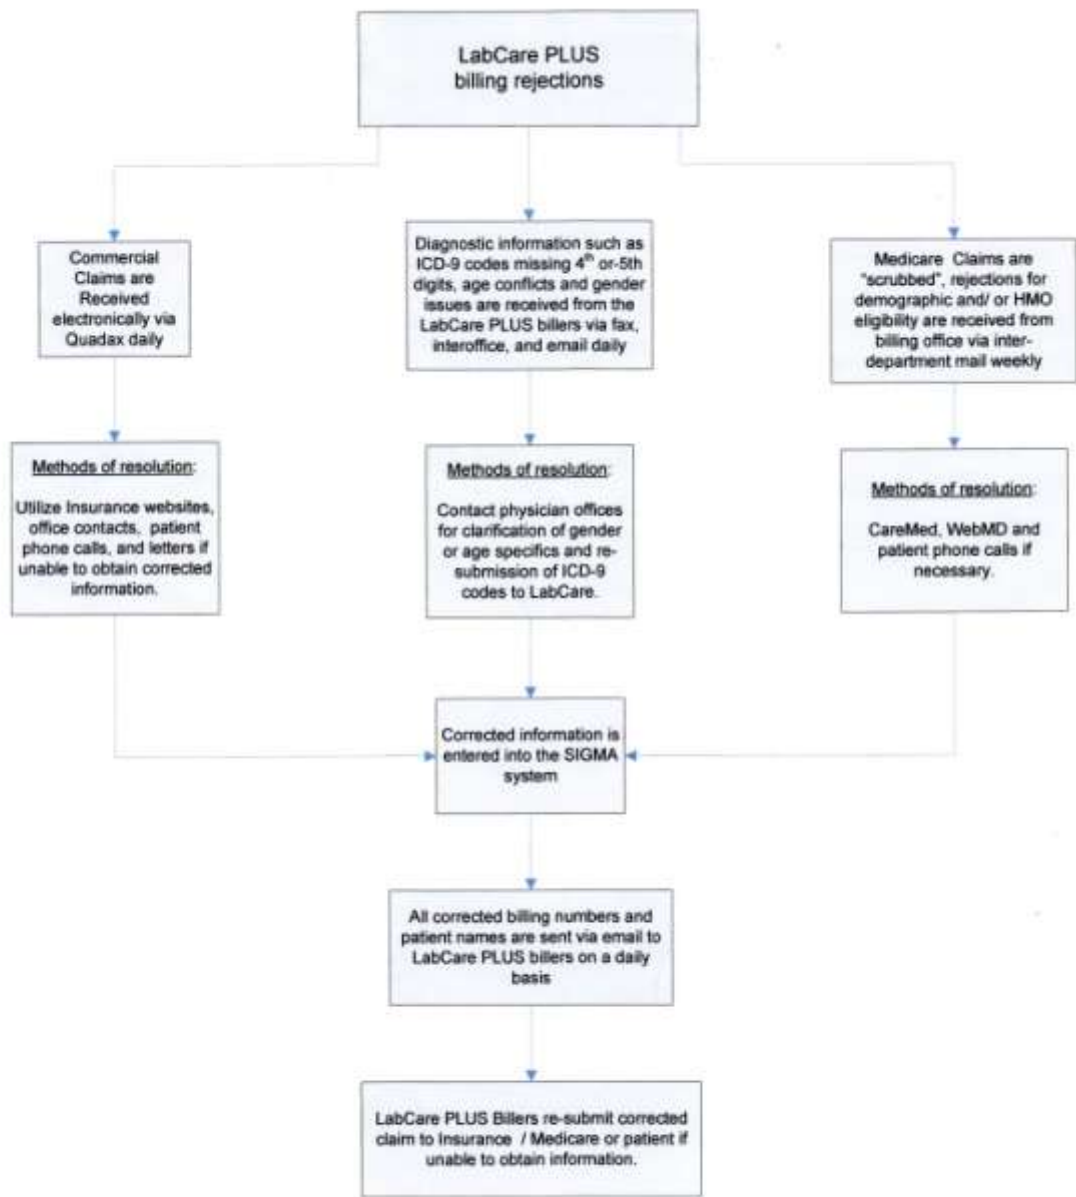 LabCare PLUS
billing rejections
Commercial
Claims are
Received
electronically via
Quadax daily
Diagnostic information such as
ICD-9 codes missing 4th or-5th
digits, age conflicts and gender
issues are received from the
LabCare PLUS billers via fax,
interoffice, and email daily
Medicare Claims are
"scrubbed", rejections for
demographic and/ or HMO
eligibility are received from
billing office via inter-
department mail weekly
Methods of resolution:
Utilize Insurance websites,
office contacts, patient
phone calls, and letters if
unable to obtain corrected
information.
Methods of resolution:
Contact physician offices
for clarification of gender
or age specifics and re-
submission of ICD-9
codes to LabCare.
Methods of resolution:
CareMed, WebMD and
patient phone calls if
necessary.
Corrected information is
entered into the SIGMA
system
All corrected billing numbers and
patient names are sent via email to
LabCare PLUS billers on a daily
basis
LabCare PLUS Billers re-submit corrected
claim to Insurance / Medicare or patient if
unable to obtain information.